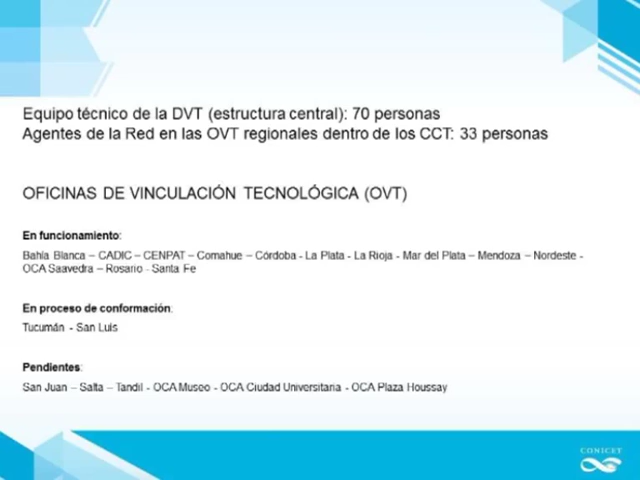 Equipo técnico de la DVT (estructura central): 70 personas
Agentes de la Red en las OVT regionales dentro de los CCT: 33 personas
OFICINAS DE VINCULACIÓN TECNOLÓGICA (OVT)
En funcionamiento:
Bahía Blanca – CADIC – CENPAT – Comahue – Córdoba - La Plata - La Rioja - Mar del Plata – Mendoza – Nordeste -
OCA Saavedra – Rosario - Santa Fe
En proceso de conformación:
Tucumán - San Luis
Pendientes:
San Juan – Salta – Tandil - OCA Museo - OCA Ciudad Universitaria - OCA Plaza Houssay
CONICET